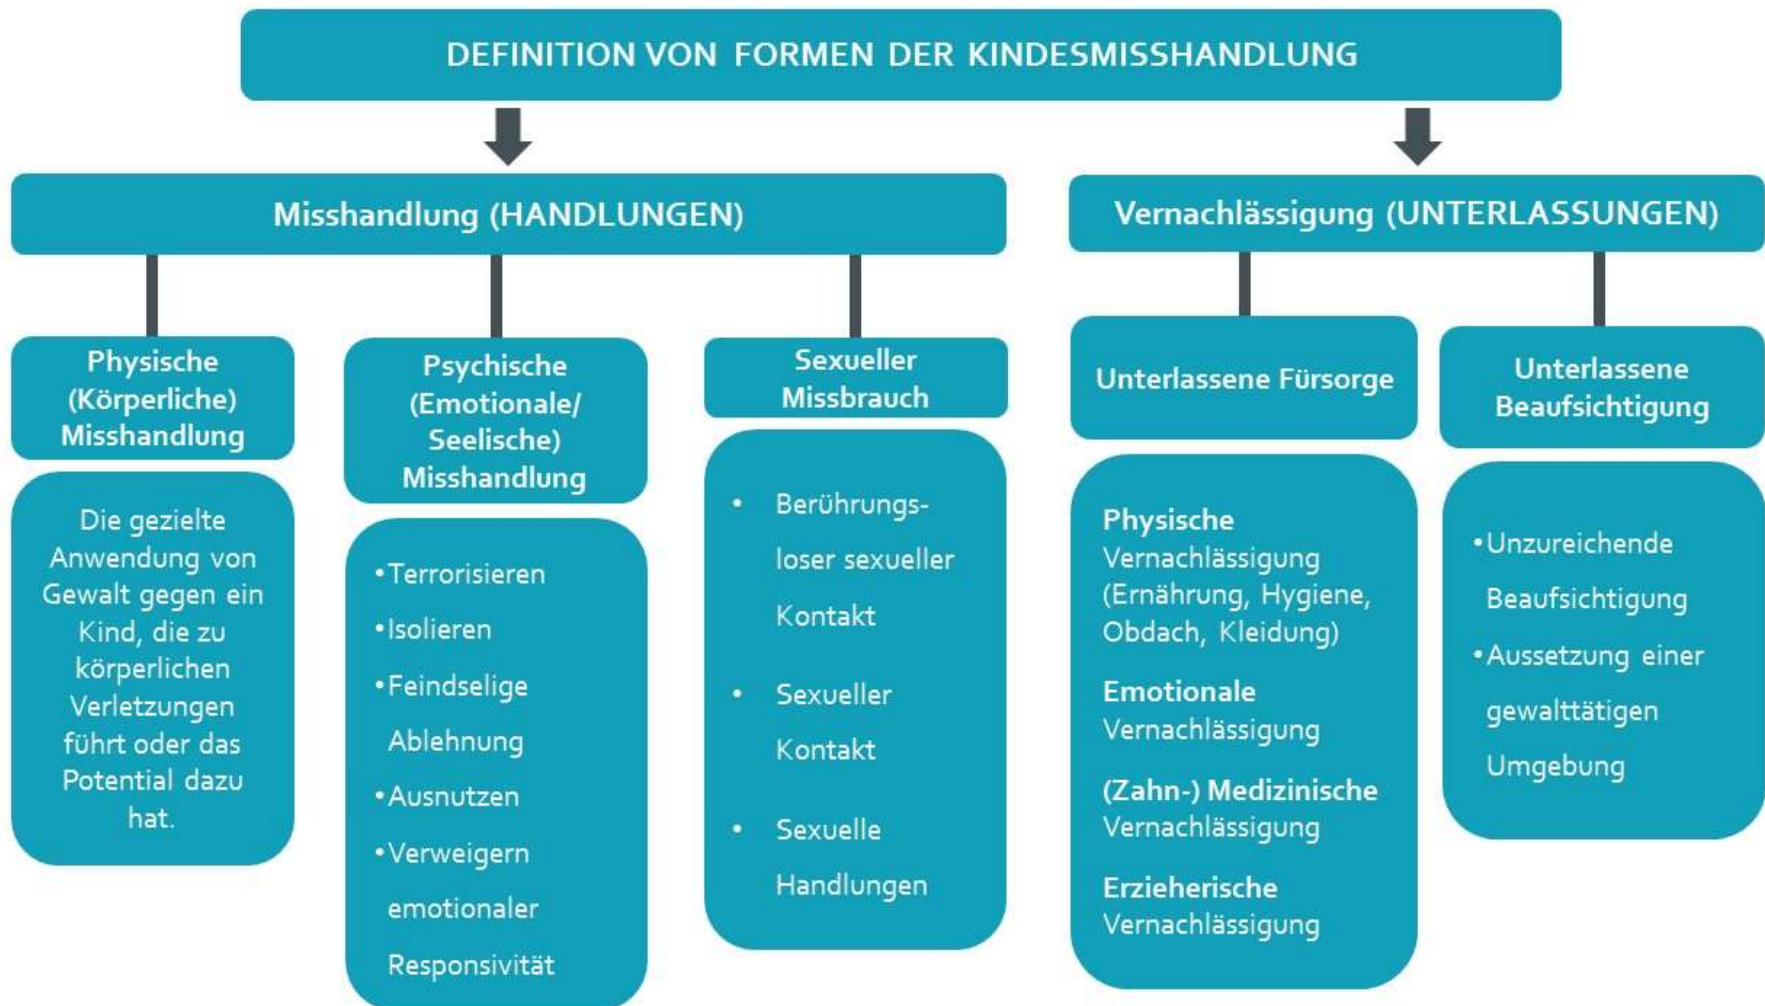 DEFINITION VON FORMEN DER KINDESMISSHANDLUNG
Misshandlung (HANDLUNGEN)
Physische
(Körperliche)
Misshandlung
Die gezielte
Anwendung von
Gewalt gegen ein
Kind, die zu
körperlichen
Verletzungen
führt oder das
Potential dazu
hat.
Psychische
(Emotionale/
Seelische)
Misshandlung
•Terrorisieren
•Isolieren
•Feindselige
Ablehnung
•Ausnutzen
•Verweigern
emotionaler
Responsivität
Sexueller
Missbrauch
• Berührungs-
loser sexueller
Kontakt
• Sexueller
Kontakt
• Sexuelle
Handlungen
Vernachlässigung (UNTERLASSUNGEN)
Unterlassene Fürsorge
Physische
Vernachlässigung
(Ernährung, Hygiene,
Obdach, Kleidung)
Emotionale
Vernachlässigung
(Zahn-) Medizinische
Vernachlässigung
Erzieherische
Vernachlässigung
Unterlassene
Beaufsichtigung
•Unzureichende
Beaufsichtigung
•Aussetzung einer
gewalttätigen
Umgebung